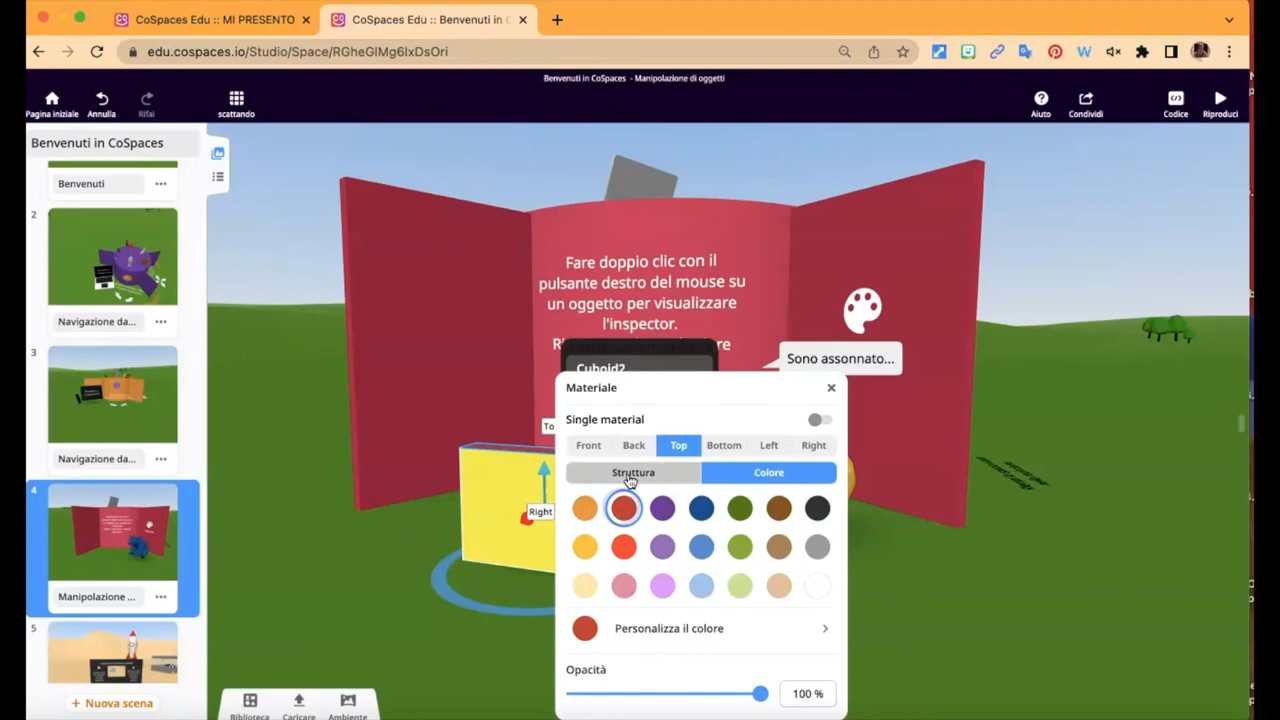 CoSpaces Edu :: MI PRESENTO
CoSpaces Edu :: Benvenuti in C
edu.cospaces.io/Studio/Space/RGheGlMg6lxDsOri
Benvenuti in CoSpaces - Manipolazione di oggetti
Pagina iniziale
Annulla
Rifai
scattando
Aiuto
Condividi
Codice
Riproduci
Benvenuti in CoSpaces
Benvenuti
2
Navigazione da...
3
Navigazione da...
4
Manipolazione ...
5
+ Nuova scena
Fare doppio clic con il
pulsante destro del mouse su
un oggetto per visualizzare
l'inspector.
Sono assonnato...
Cuboid2
To
Right
Materiale
Single material
Front
Back
Top
Bottom
Left
Right
Struttura
Colore
Personalizza il colore
Opacità
100 %
Biblioteca
Caricare
Ambiente